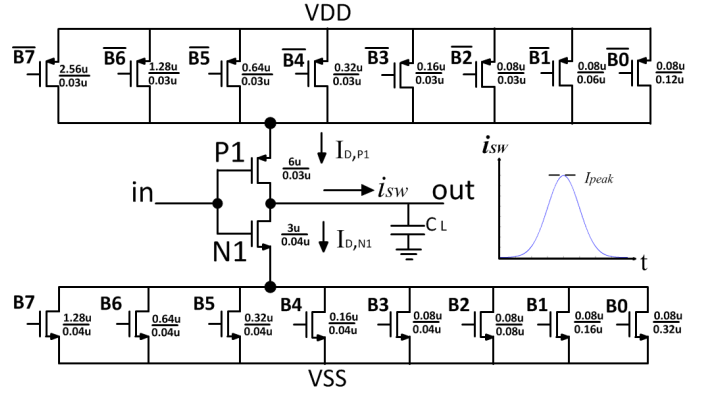 VDD
B7 B6 B5 B4 B3 B2 B1 B0
2.56u 1.28u 0.64u 0.32u 0.16u 0.08u 0.08u 0.08u
0.03u 0.03u 0.03u 0.03u 0.03u 0.03u 0.06u 0.12u
P1
6u
0.03u
I D,P1
in
iSW
out
N1
3u
0.04u
I D,N1
C L
iSW
Ipeak
t
B7 B6 B5 B4 B3 B2 B1 B0
1.28u 0.64u 0.32u 0.16u 0.08u 0.08u 0.08u 0.08u
0.04u 0.04u 0.04u 0.04u 0.04u 0.08u 0.16u 0.32u
VSS